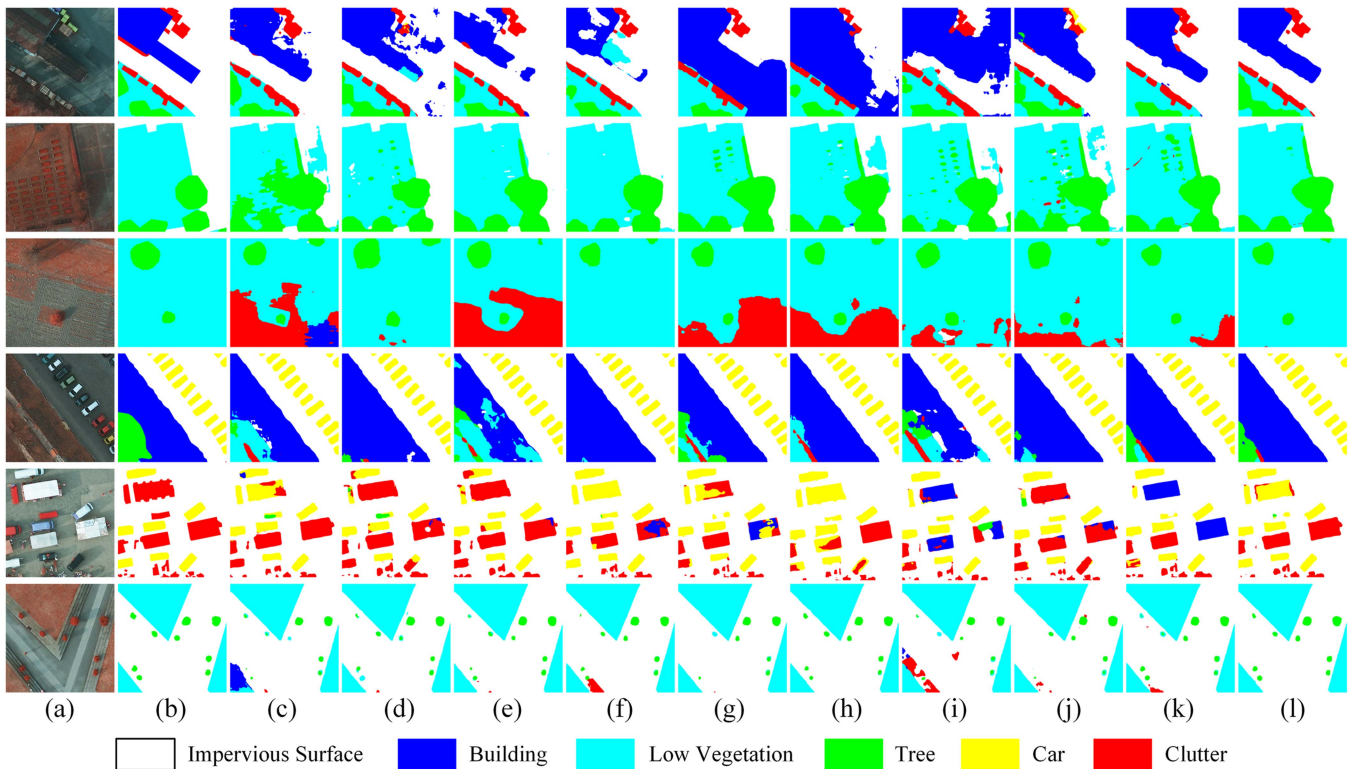 (a) (b) (c) (d) (e) (f) (g) (h) (i) (j) (k) (l)
Impervious Surface Building Low Vegetation Tree Car Clutter